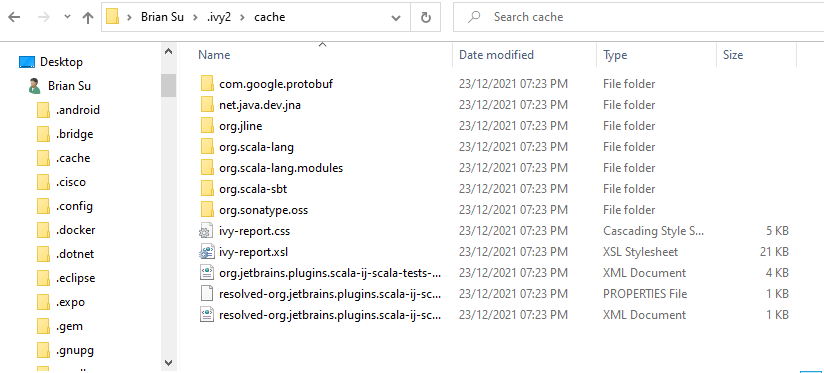 Brian Su > .ivy2 > cache
Search cache
Desktop
Brian Su
.android
.bridge
.cache
.cisco
.config
.docker
.dotnet
.eclipse
.expo
.gem
.gnupg
Name Date modified Type Size
com.google.protobuf 23/12/2021 07:23 PM File folder
net.java.dev.jna 23/12/2021 07:23 PM File folder
org.jline 23/12/2021 07:23 PM File folder
org.scala-lang 23/12/2021 07:23 PM File folder
org.scala-lang.modules 23/12/2021 07:23 PM File folder
org.scala-sbt 23/12/2021 07:23 PM File folder
org.sonatype.oss 23/12/2021 07:23 PM File folder
ivy-report.css 23/12/2021 07:23 PM Cascading Style S... 5 KB
ivy-report.xsl 23/12/2021 07:23 PM XSL Stylesheet 21 KB
org.jetbrains.plugins.scala-ij-scala-tests-... 23/12/2021 07:23 PM XML Document 4 KB
resolved-org.jetbrains.plugins.scala-ij-sc... 23/12/2021 07:23 PM PROPERTIES File 1 KB
resolved-org.jetbrains.plugins.scala-ij-sc... 23/12/2021 07:23 PM XML Document 1 KB